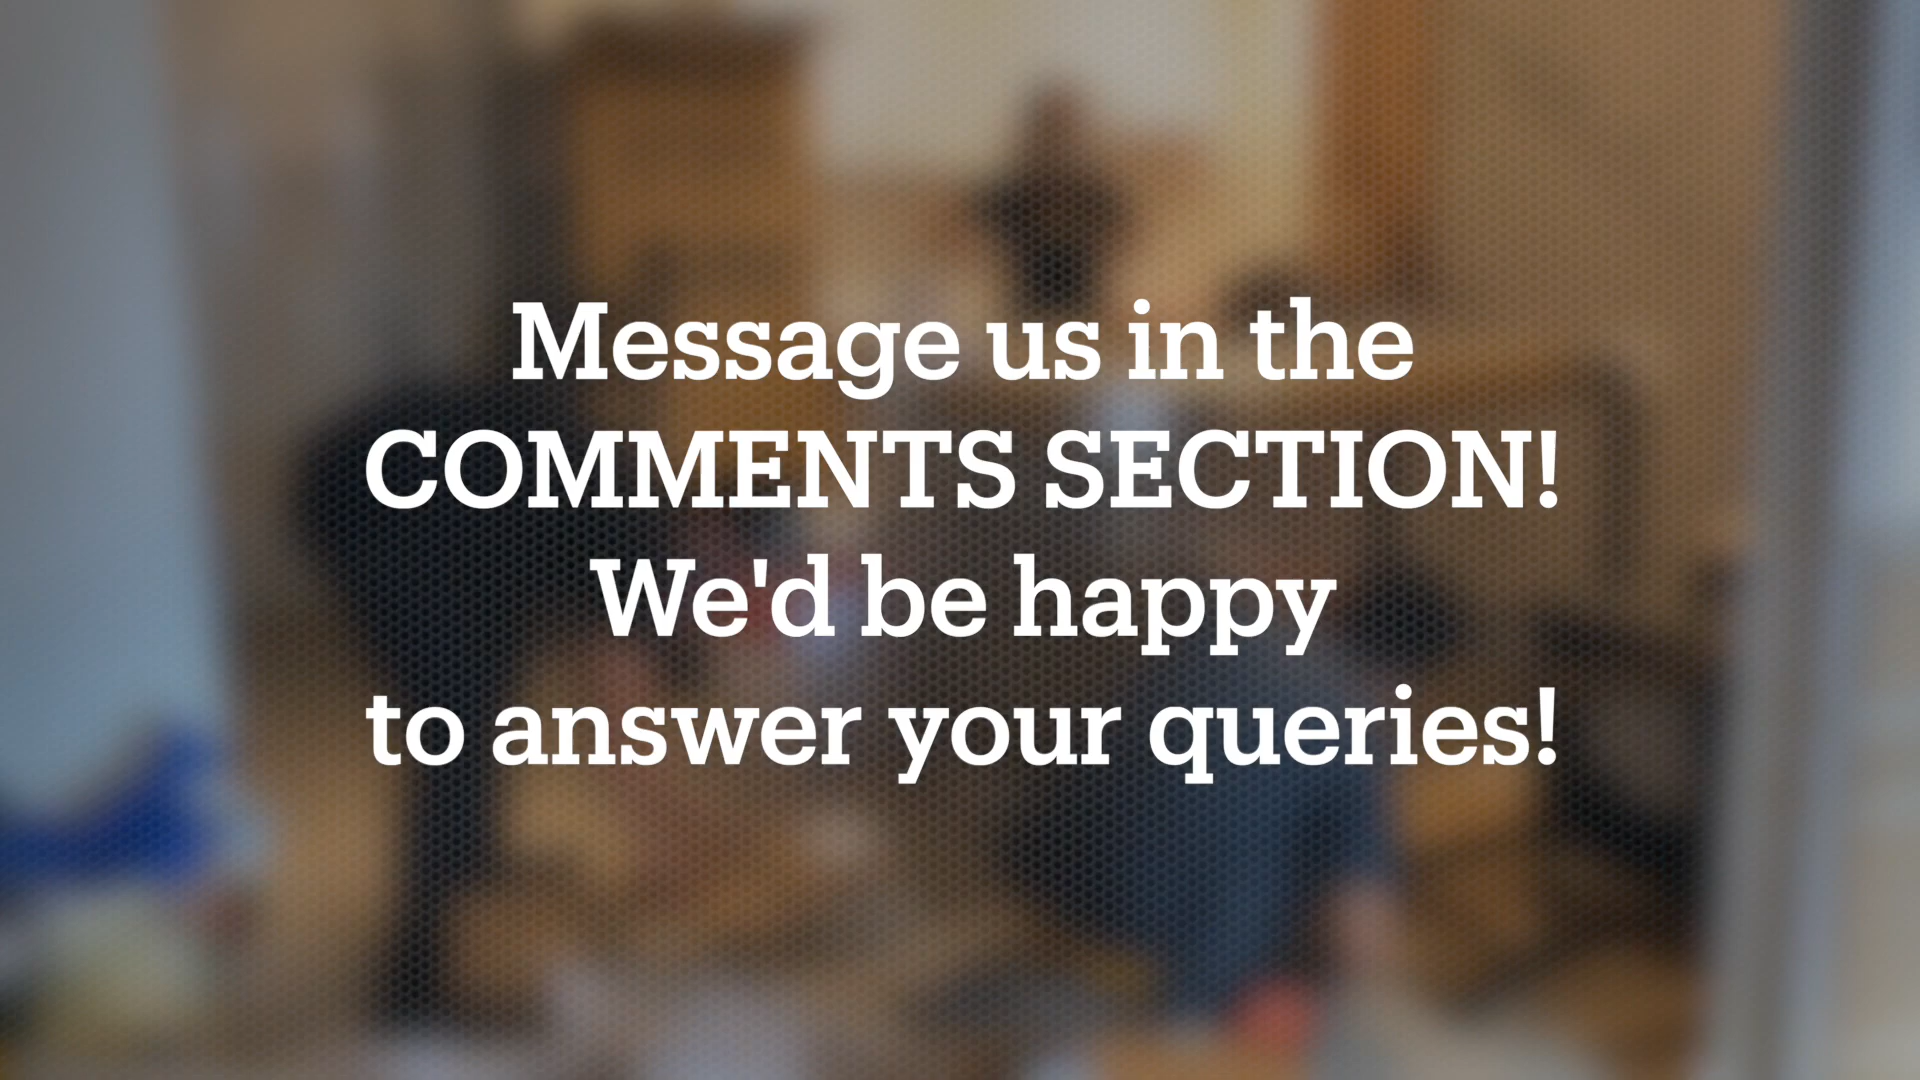 Message us in the
COMMENTS SECTION!
We'd be happy
to answer your queries!